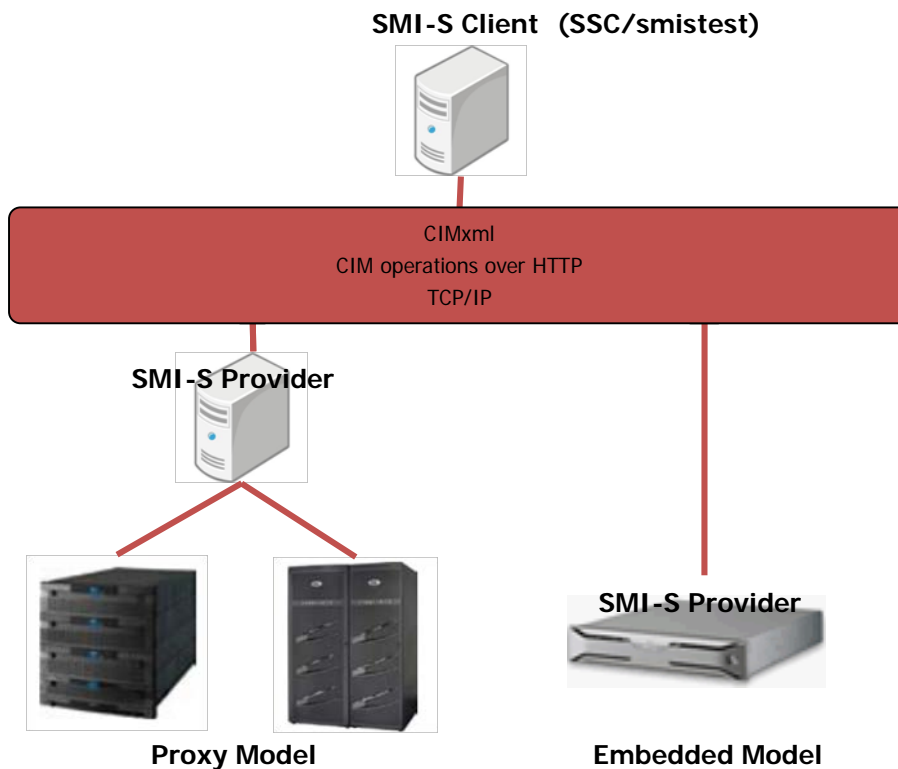 SMI-S Client (SSC/smistest)
CIMxml
CIM operations over HTTP
TCP/IP
SMI-S Provider
SMI-S Provider
Proxy Model
Embedded Model